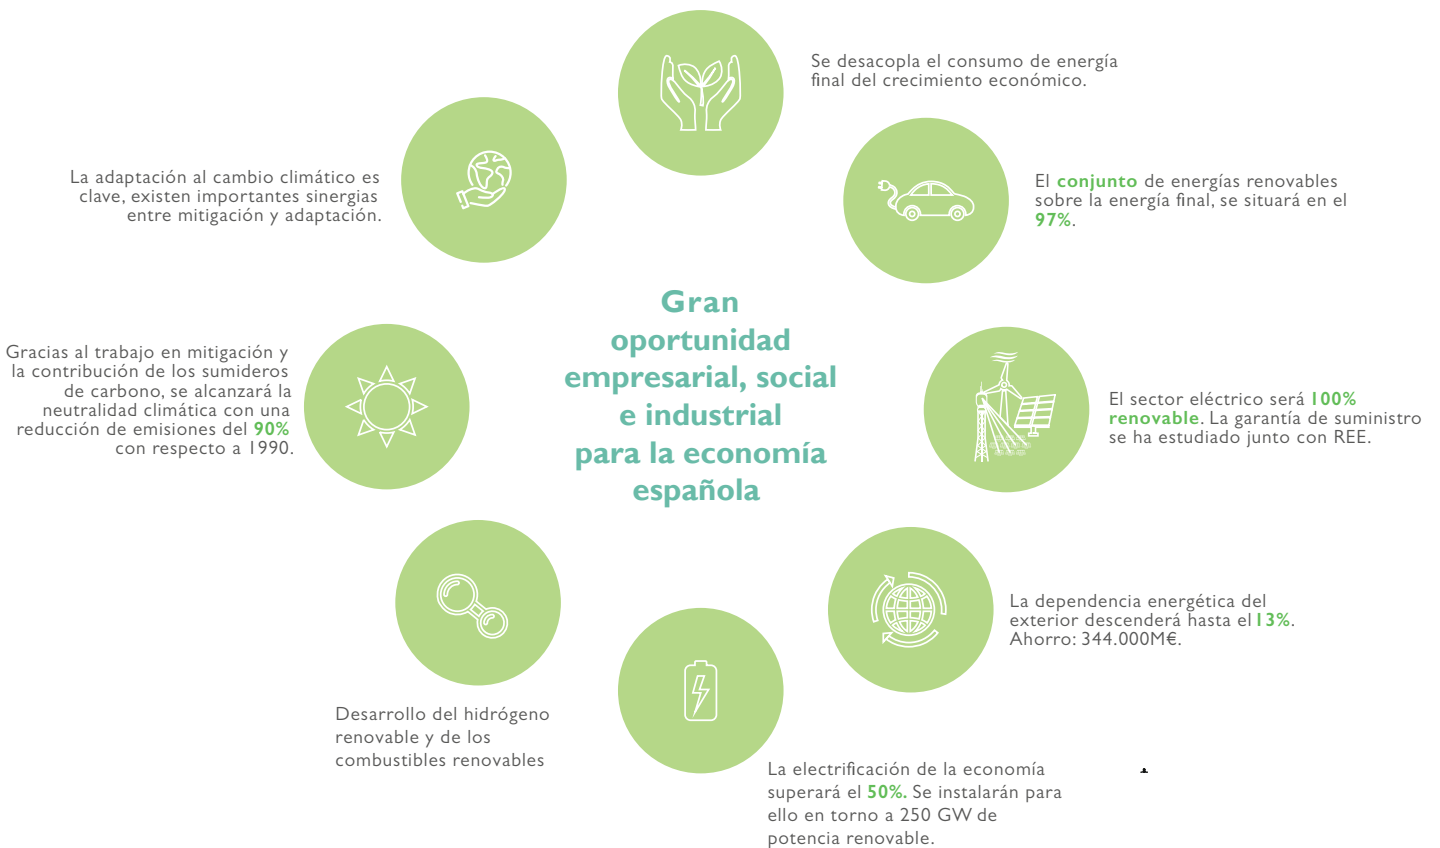 Se desacopla el consumo de energía
final del crecimiento económico.
El conjunto de energías renovables
sobre la energía final, se situará en el
97%.
El sector eléctrico será 100%
renovable. La garantía de suministro
se ha estudiado junto con REE.
La dependencia energética del
exterior descenderá hasta el 13%.
Ahorro: 344.000M€.
La electrificación de la economía
superará el 50%. Se instalarán para
ello en torno a 250 GW de
potencia renovable.
Desarrollo del hidrógeno
renovable y de los
combustibles renovables
Gracias al trabajo en mitigación y
la contribución de los sumideros
de carbono, se alcanzará la
neutralidad climática con una
reducción de emisiones del 90%
con respecto a 1990.
La adaptación al cambio climático es
clave, existen importantes sinergias
entre mitigación y adaptación.
Gran
oportunidad
empresarial, social
e industrial
para la economía
española